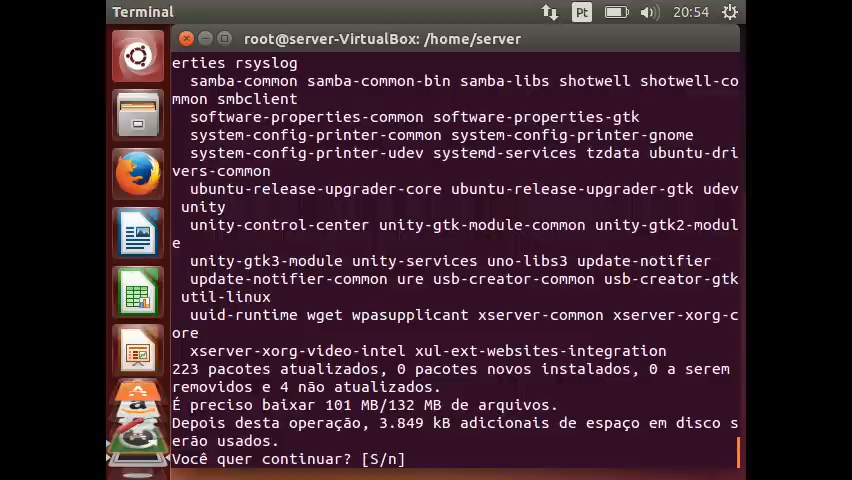 Terminal
Pt
20:54
root@server-VirtualBox: /home/server
erties rsyslog
samba-common samba-common-bin samba-libs shotwell shotwell-co
mmon smbclient
software-properties-common software-properties-gtk
system-config-printer-common system-config-printer-gnome
system-config-printer-udev systemd-services tzdata ubuntu-dri
vers-common
ubuntu-release-upgrader-core ubuntu-release-upgrader-gtk udev
unity
unity-control-center unity-gtk-module-common unity-gtk2-modul
e
unity-gtk3-module unity-services uno-libs3 update-notifier
update-notifier-common ure usb-creator-common usb-creator-gtk
util-linux
uuid-runtime wget wpasupplicant xserver-common xserver-xorg-c
ore
xserver-xorg-video-intel xul-ext-websites-integration
223 pacotes atualizados, 0 pacotes novos instalados, 0 a serem
removidos e 4 não atualizados.
É preciso baixar 101 MB/132 MB de arquivos.
Depois desta operação, 3.849 kB adicionais de espaço em disco s
erão usados.
Você quer continuar? [S/n]